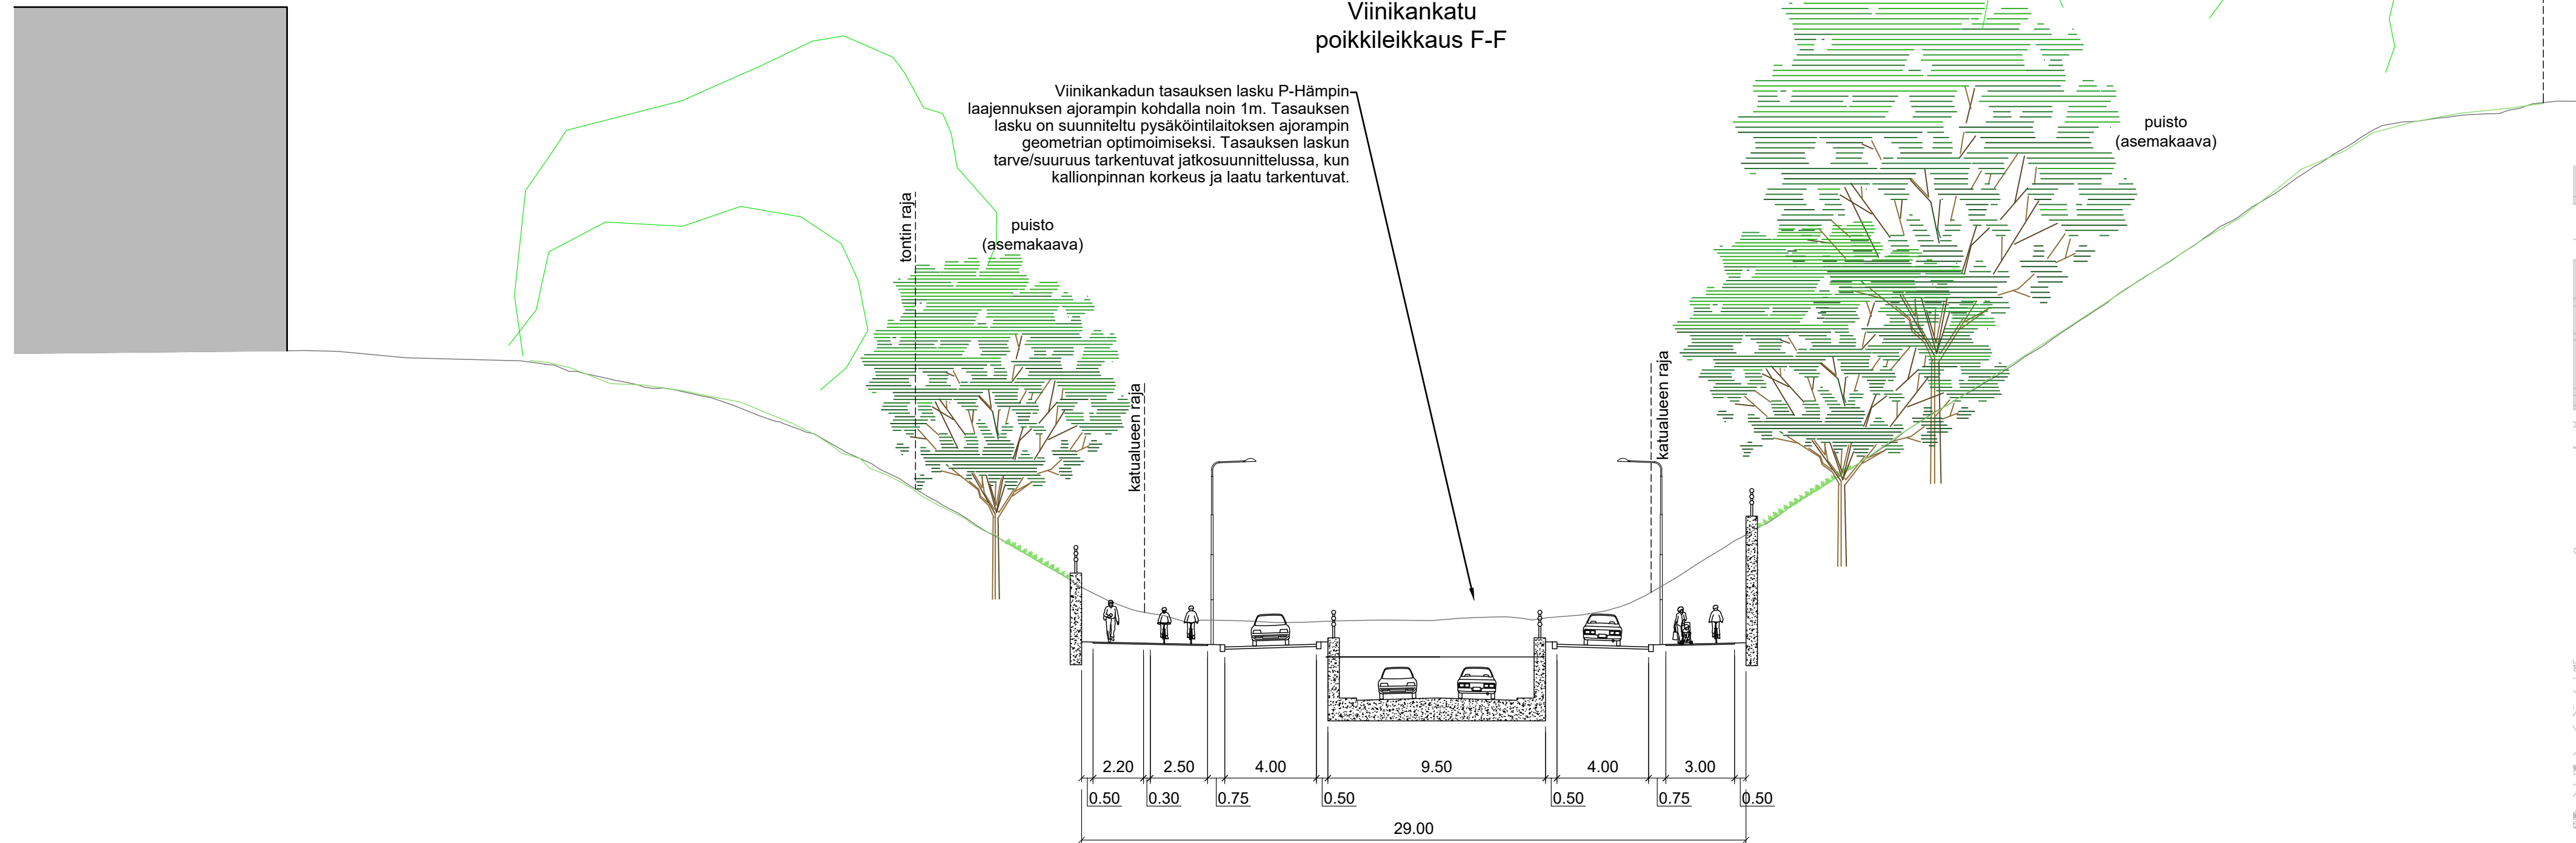 Viinikankatu
poikkileikkaus F-F
Viinikankadun tasauksen lasku P-Hämpin
laajennuksen ajorampin kohdalla noin 1m. Tasauksen
lasku on suunniteltu pysäköintilaitoksen ajorampin
geometrian optimoimiseksi. Tasauksen laskun
tarve/suuruus tarkentuvat jatkosuunnittelussa, kun
kallionpinnan korkeus ja laatu tarkentuvat.
puisto
(asemakaava)
tontin raja
puisto
(asemakaava)
katualueen raja
katualueen raja
2.20 2.50 4.00 9.50 4.00 3.00
0.50 0.30 0.75 0.50 0.50 0.75 0.50
29.00